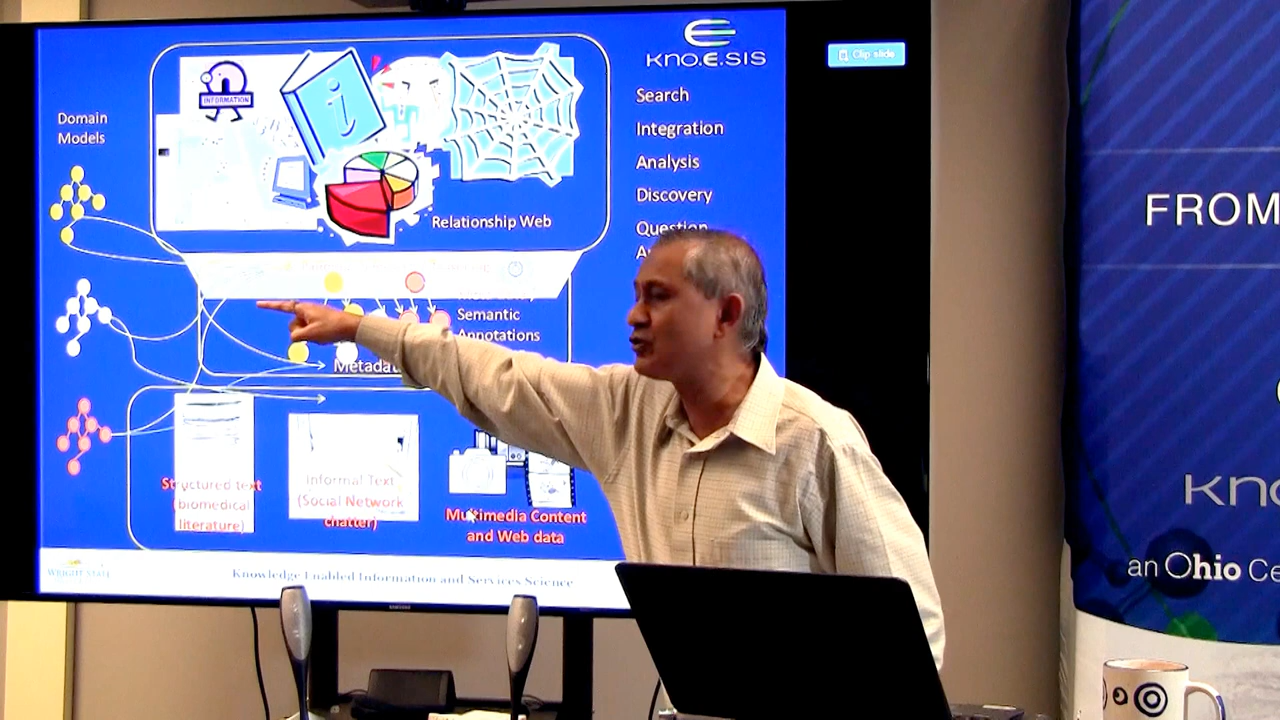 KNO.E.SIS
Clip slide
Search
Integration
Analysis
Discovery
Question
Domain
Models
INFORMATION
i
Relationship Web
Semantic
Annotations
Structured text
(biomedical
literature)
Informal Text
(Social Network
chatter)
Multimedia Content
and Web data
Knowledge Enabled Information and Services Science
SAMSUNG
FROM
an Ohio Ce